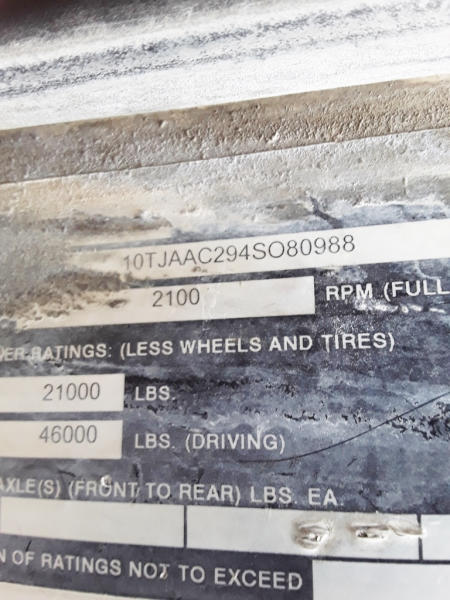 10TJAAC294SO80988
2100 RPM (FULL
ER RATINGS: (LESS WHEELS AND TIRES)
21000 LBS.
46000 LBS. (DRIVING)
AXLE(S) (FRONT TO REAR) LBS. EA.
N OF RATINGS NOT TO EXCEED